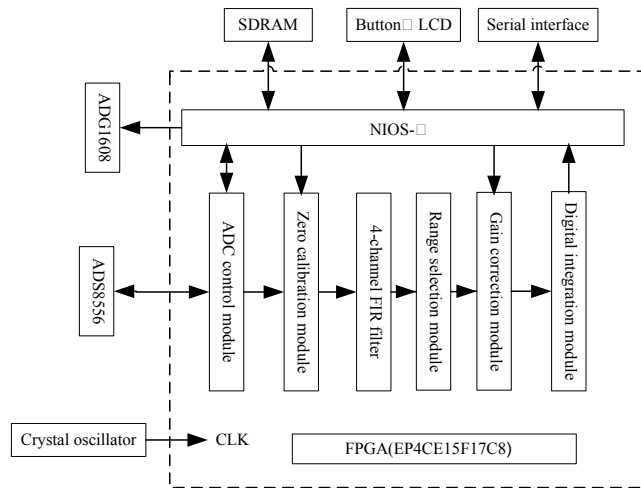 SDRAM
Button□ LCD
Serial interface
ADG1608
NIOS-□
ADS8556
ADC control module
Zero calibration module
4-channel FIR filter
Range selection module
Gain correction module
Digital integration module
Crystal oscillator
CLK
FPGA(EP4CE15F17C8)